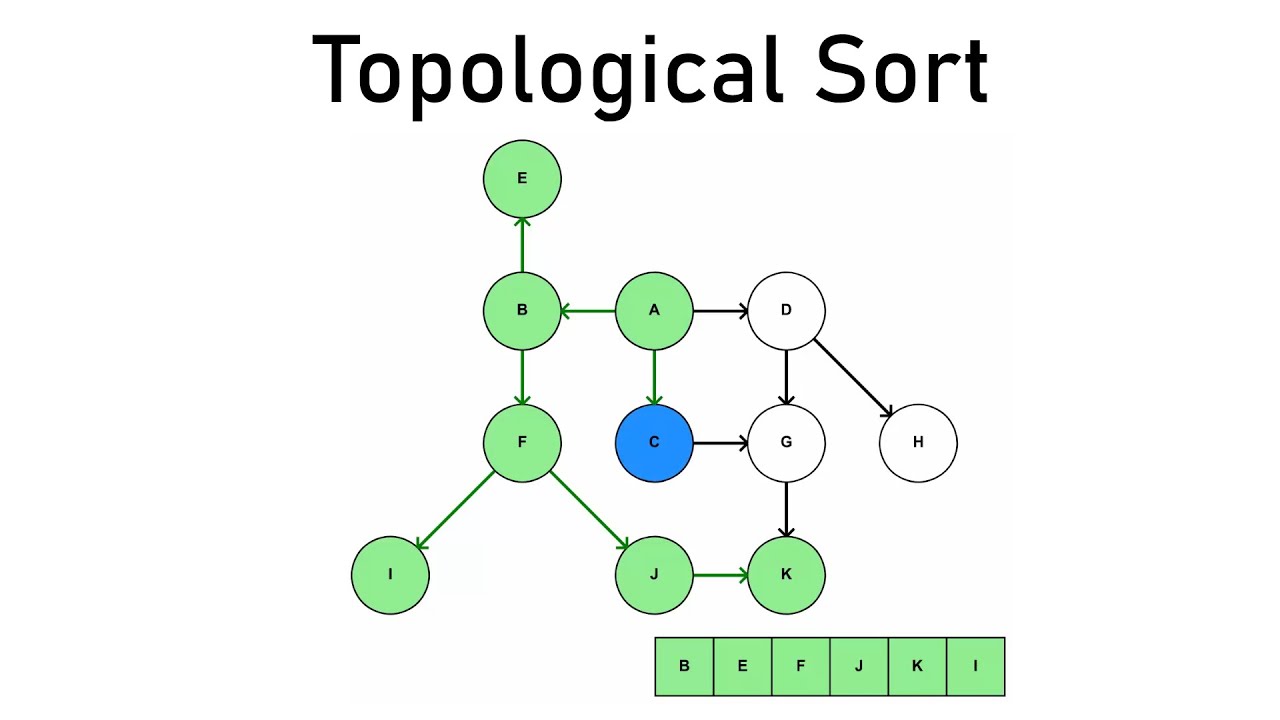 Topological Sort
E
B A D
F C G H
I J K
B E F J K I